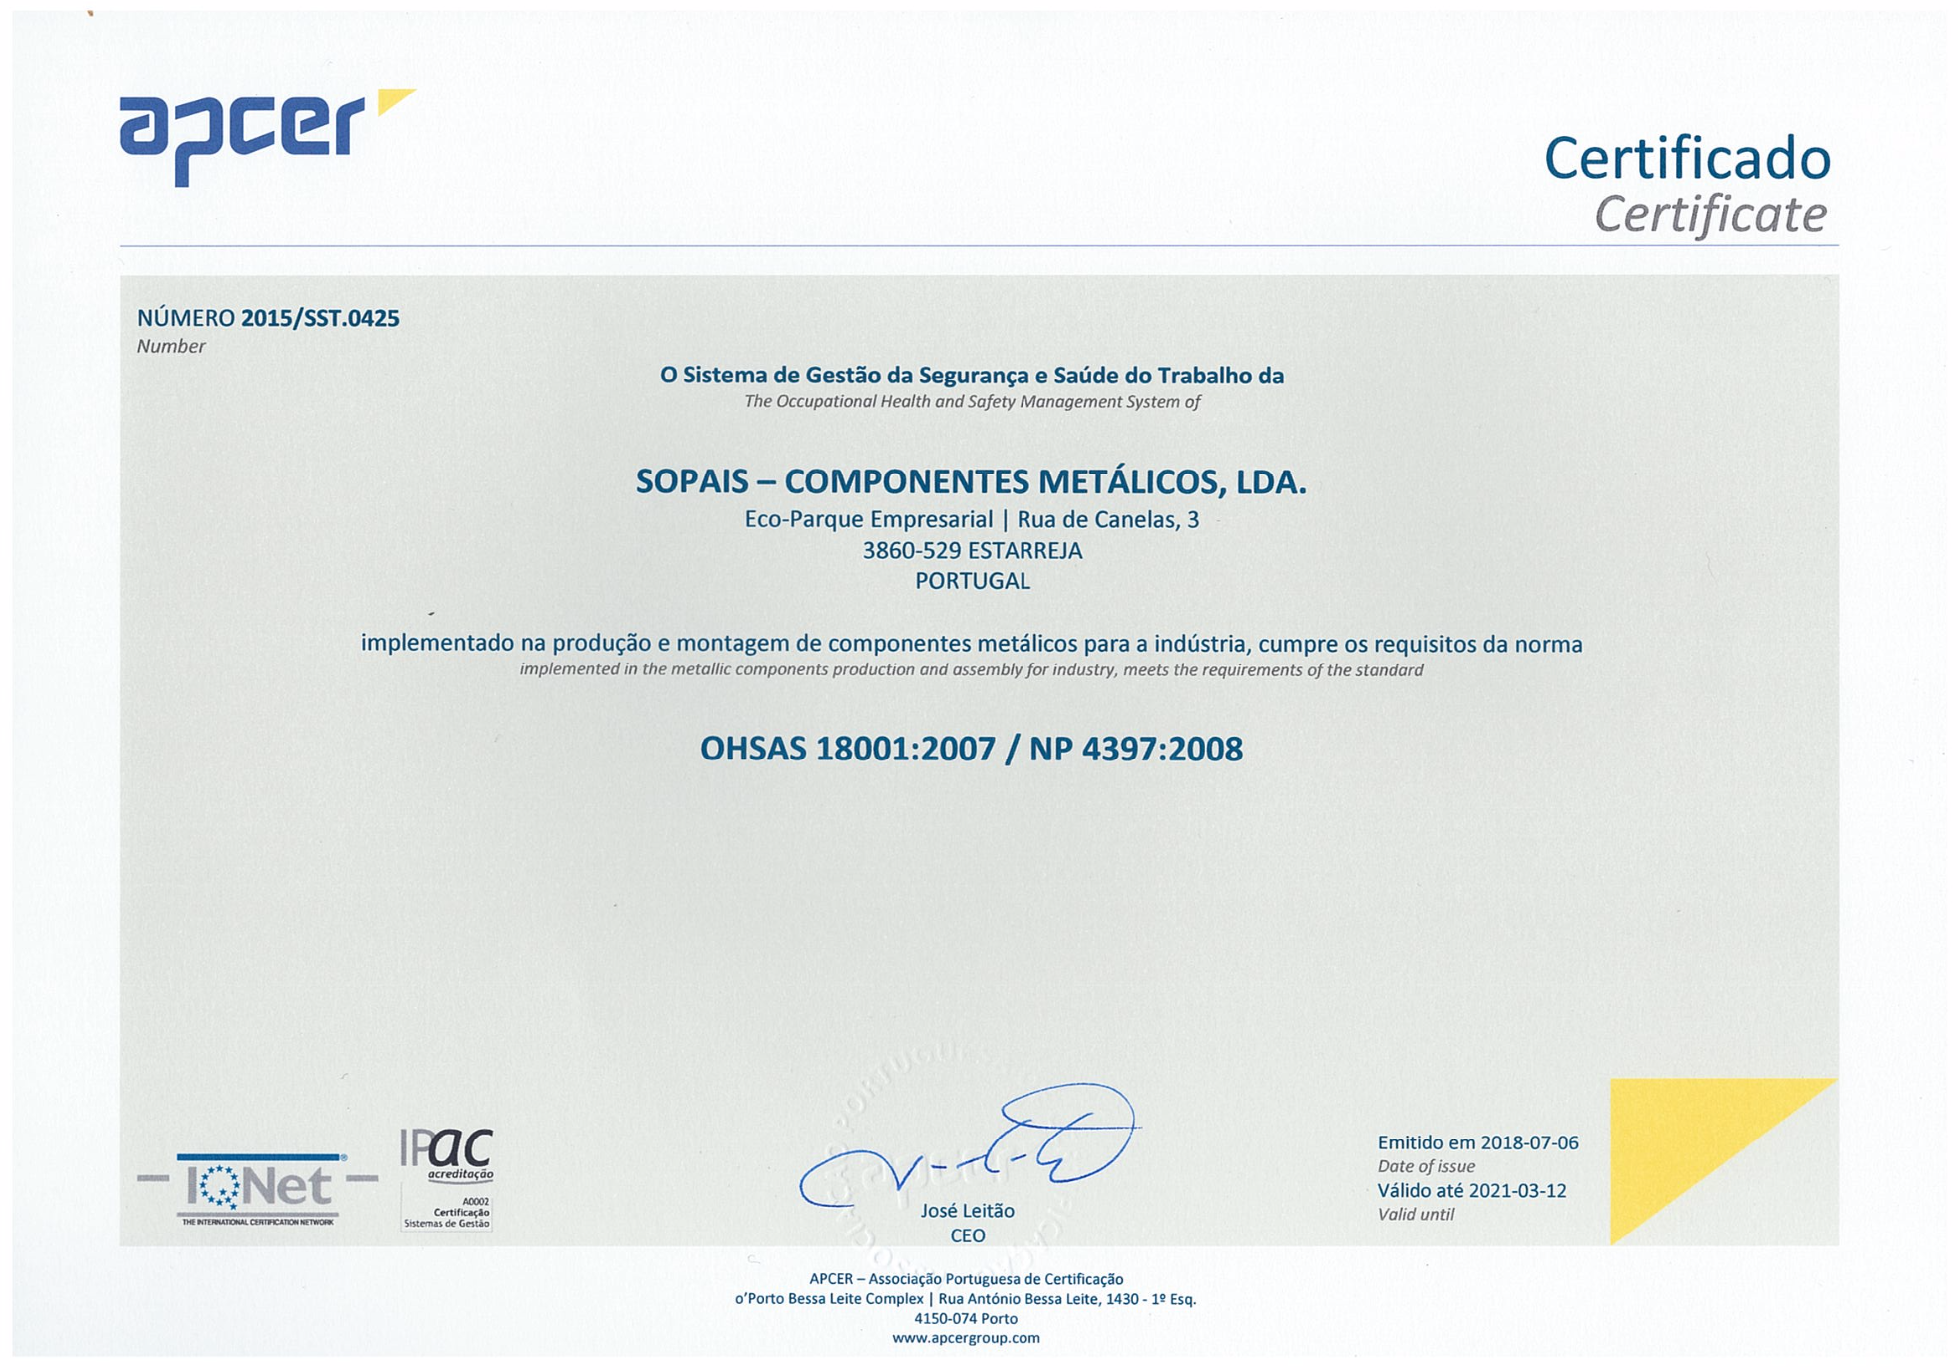 apcer
Certificado
Certificate
NÚMERO 2015/SST.0425
Number
O Sistema de Gestão da Segurança e Saúde do Trabalho da
The Occupational Health and Safety Management System of
SOPAIS – COMPONENTES METÁLICOS, LDA.
Eco-Parque Empresarial | Rua de Canelas, 3
3860-529 ESTARREJA
PORTUGAL
implementado na produção e montagem de componentes metálicos para a indústria, cumpre os requisitos da norma
implemented in the metallic components production and assembly for industry, meets the requirements of the standard
OHSAS 18001:2007 / NP 4397:2008
IQNet ®
THE INTERNATIONAL CERTIFICATION NETWORK
IPac
acreditação
A0002
Certificação
Sistemas de Gestão
José Leitão
CEO
Emitido em 2018-07-06
Date of issue
Válido até 2021-03-12
Valid until
APCER – Associação Portuguesa de Certificação
o'Porto Bessa Leite Complex | Rua António Bessa Leite, 1430 - 1º Esq.
4150-074 Porto
www.apcergroup.com